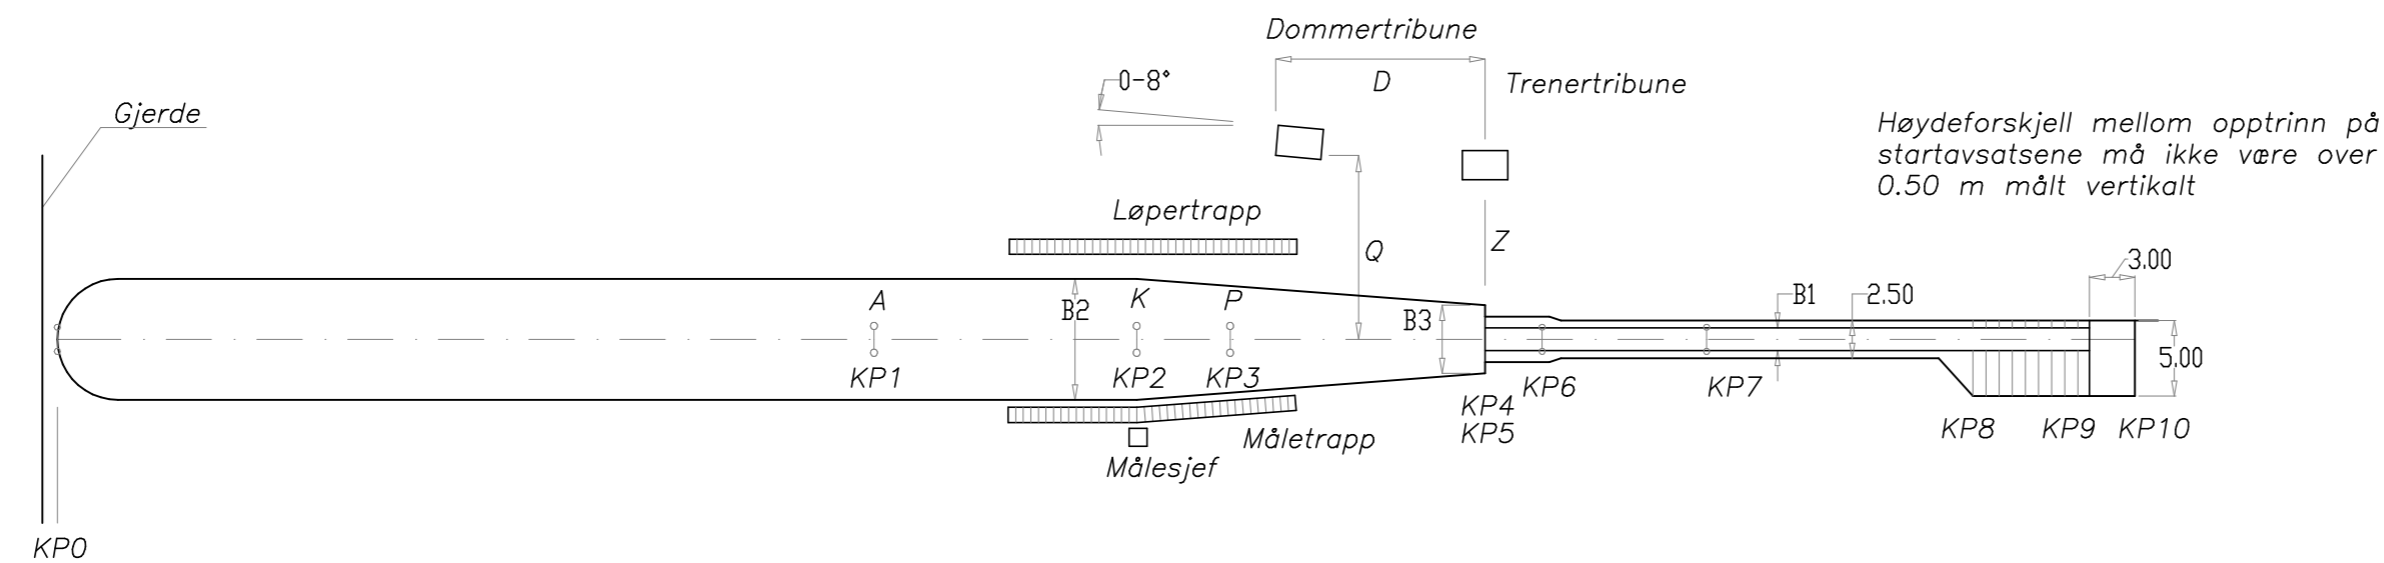 Dommertribune
0-8°
D
Trenertribune
Gjerde
Høydeforskjell mellom opptrinn på
startavsatsene må ikke være over
0.50 m målt vertikalt
Løpertrapp
Q
Z
3.00
A
K
P
B2
B3
B1
2.50
5.00
KP1
KP2
KP3
KP6
KP7
KP4
KP5
KP8
KP9
KP10
Måletrapp
Målesjef
KP0